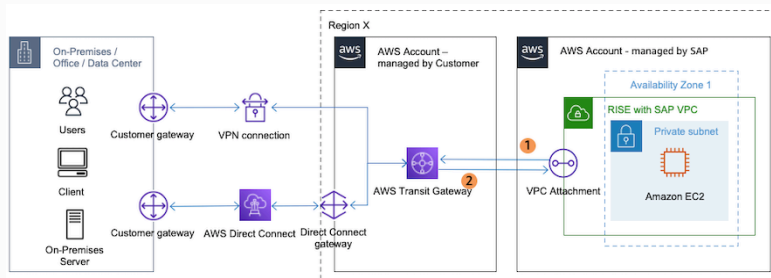 Region X
On-Premises /
Office / Data Center
Users
Client
On-Premises
Server
Customer gateway
VPN connection
Customer gateway
AWS Direct Connect
Direct Connect
gateway
aws
AWS Account –
managed by Customer
AWS Transit Gateway
1
2
aws
AWS Account - managed by SAP
Availability Zone 1
RISE with SAP VPC
Private subnet
VPC Attachment
Amazon EC2